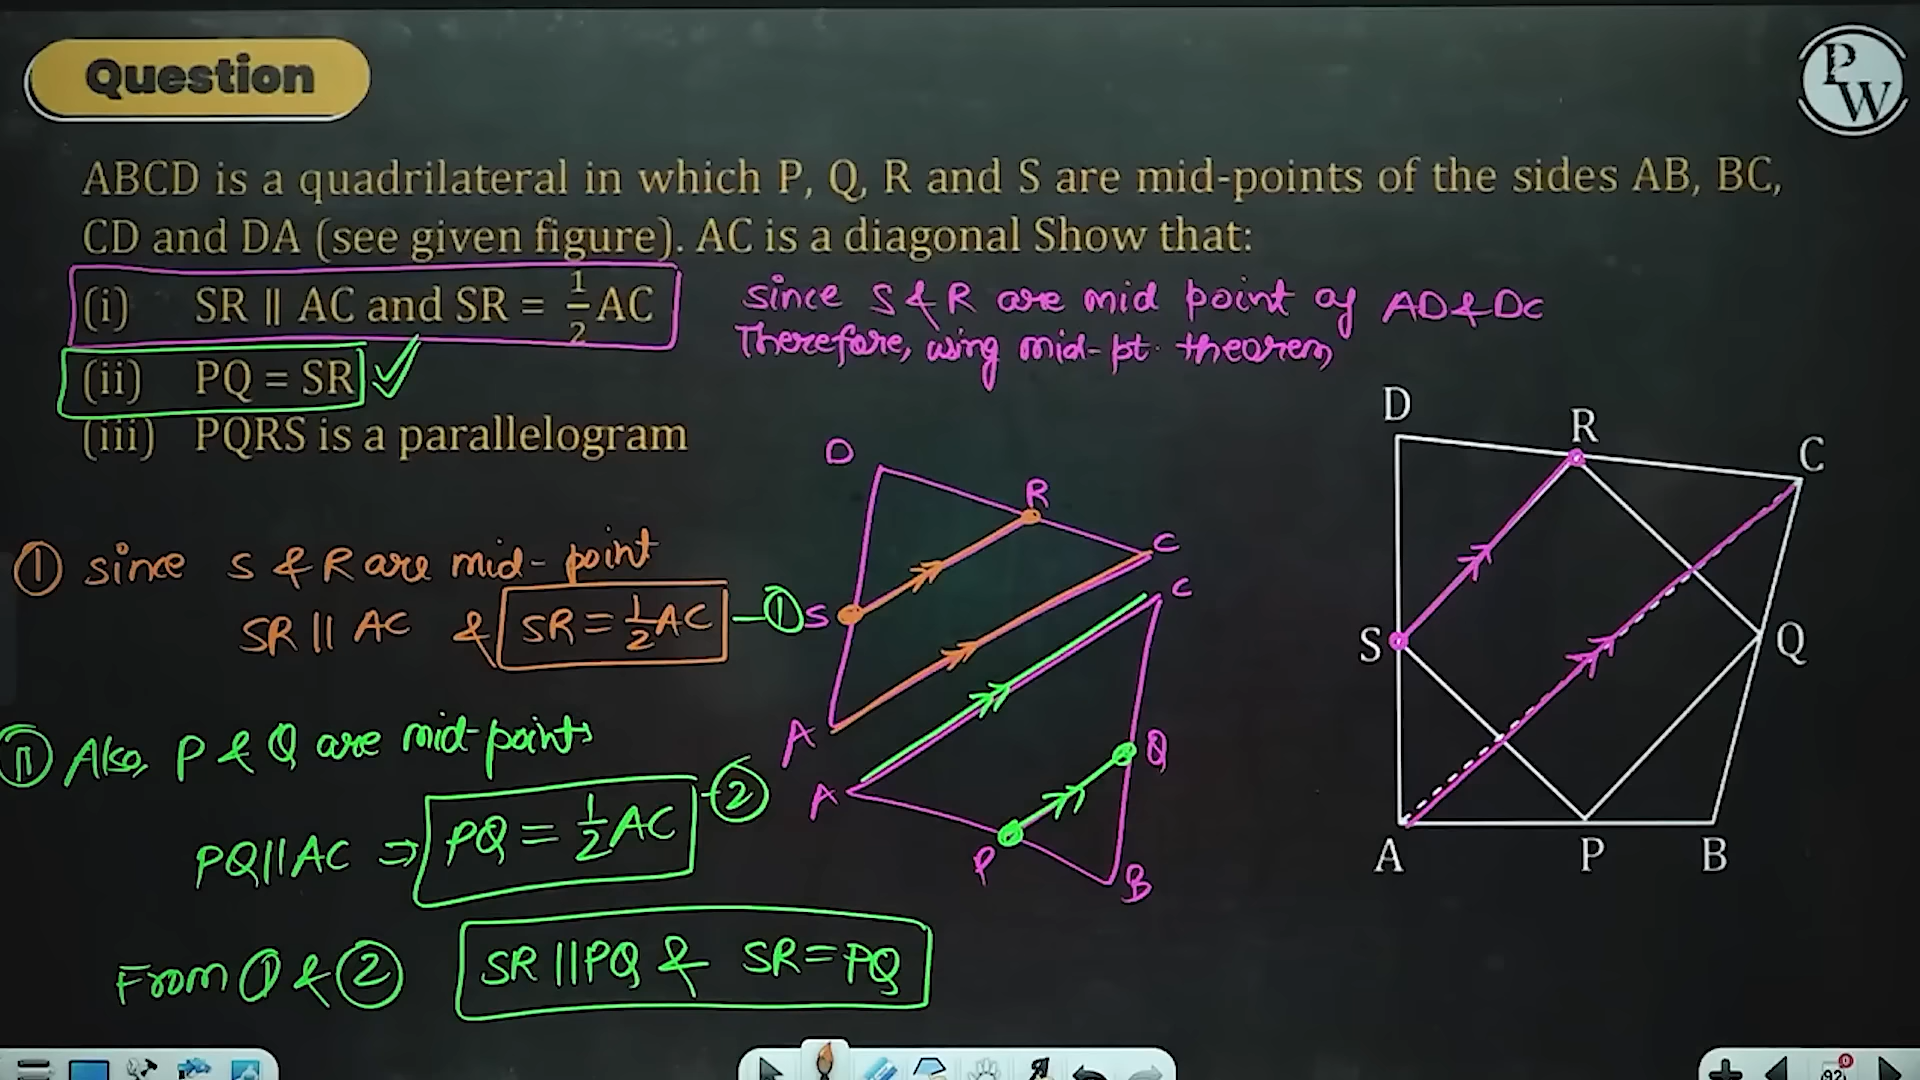 Question
PW
ABCD is a quadrilateral in which P, Q, R and S are mid-points of the sides AB, BC,
CD and DA (see given figure). AC is a diagonal Show that:
(i) SR || AC and SR = 1/2 AC
since S & R are mid point of AD & DC
Therefore, using mid-pt. theorem
(ii) PQ = SR
(iii) PQRS is a parallelogram
① since S & R are mid-point
SR || AC & SR = 1/2 AC — ①
② Also, P & Q are mid-points
PQ || AC ⇒ PQ = 1/2 AC - ②
From ① & ② SR || PQ & SR = PQ
D
R
C
S
A
C
A
Q
P
B
D
R
C
S
Q
A
P
B
92
0